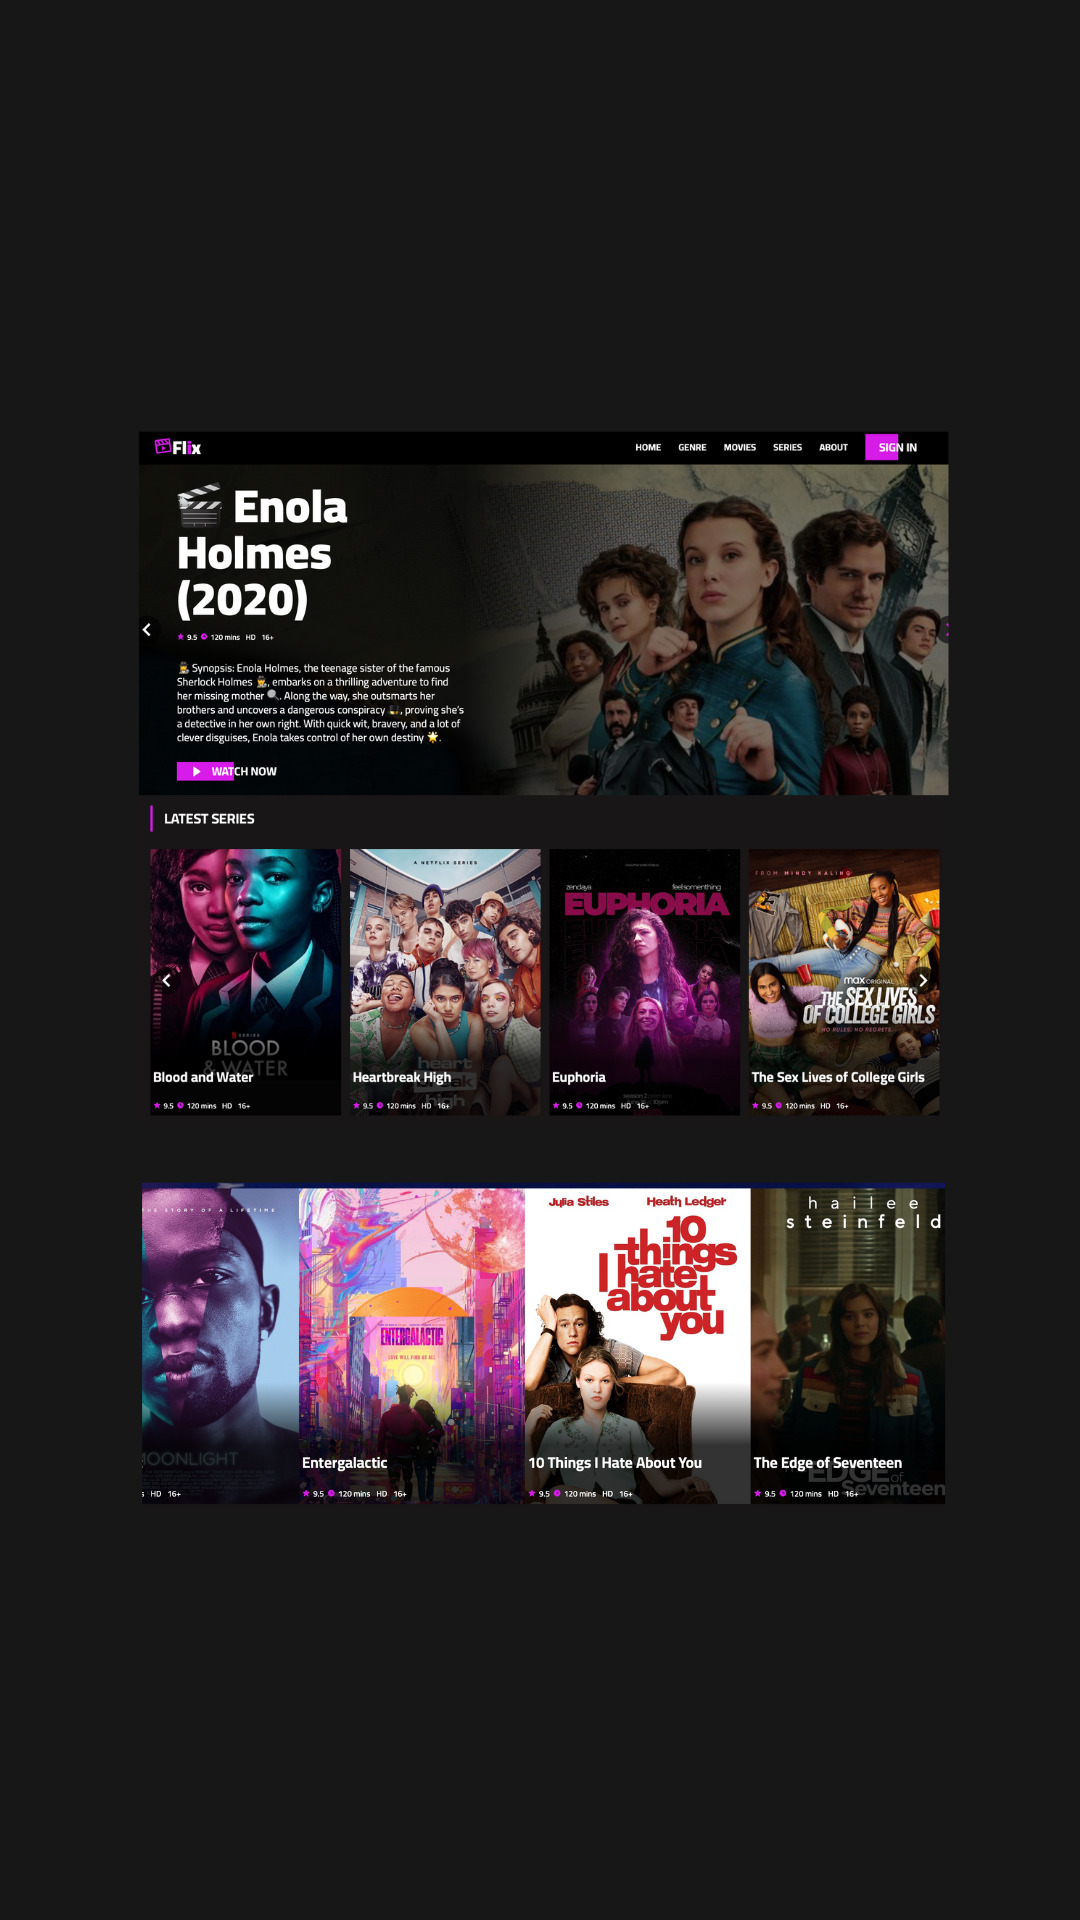 Flix
HOME GENRE MOVIES SERIES ABOUT SIGN IN
🎬 Enola
Holmes
(2020)
9.5 120 mins HD 16+
🕵️‍♀️ Synopsis: Enola Holmes, the teenage sister of the famous
Sherlock Holmes 🕵️‍♂️, embarks on a thrilling adventure to find
her missing mother 🔍. Along the way, she outsmarts her
brothers and uncovers a dangerous conspiracy 🎩, proving she's
a detective in her own right. With quick wit, bravery, and a lot of
clever disguises, Enola takes control of her own destiny 🌟.
WATCH NOW
LATEST SERIES
SERIES
BLOOD
& WATER
Blood and Water
9.5 120 mins HD 16+
A NETFLIX SERIES
heart
break
high
Heartbreak High
9.5 120 mins HD 16+
zendaya feel something
EUPHORIA
Euphoria
9.5 120 mins HD 16+
FROM MINDY KALING
max ORIGINAL
THE SEX LIVES
OF COLLEGE GIRLS
NO RULES. NO REGRETS.
The Sex Lives of College Girls
9.5 120 mins HD 16+
THE STORY OF A LIFETIME
MOONLIGHT
HD 16+
ENTERGALACTIC
LOVE WILL FIND US ALL
Entergalactic
9.5 120 mins HD 16+
Julia Stiles Heath Ledger
10
things
I hate
about
you
10 Things I Hate About You
9.5 120 mins HD 16+
hailee
steinfeld
EDGE of
Seventeen
The Edge of Seventeen
9.5 120 mins HD 16+